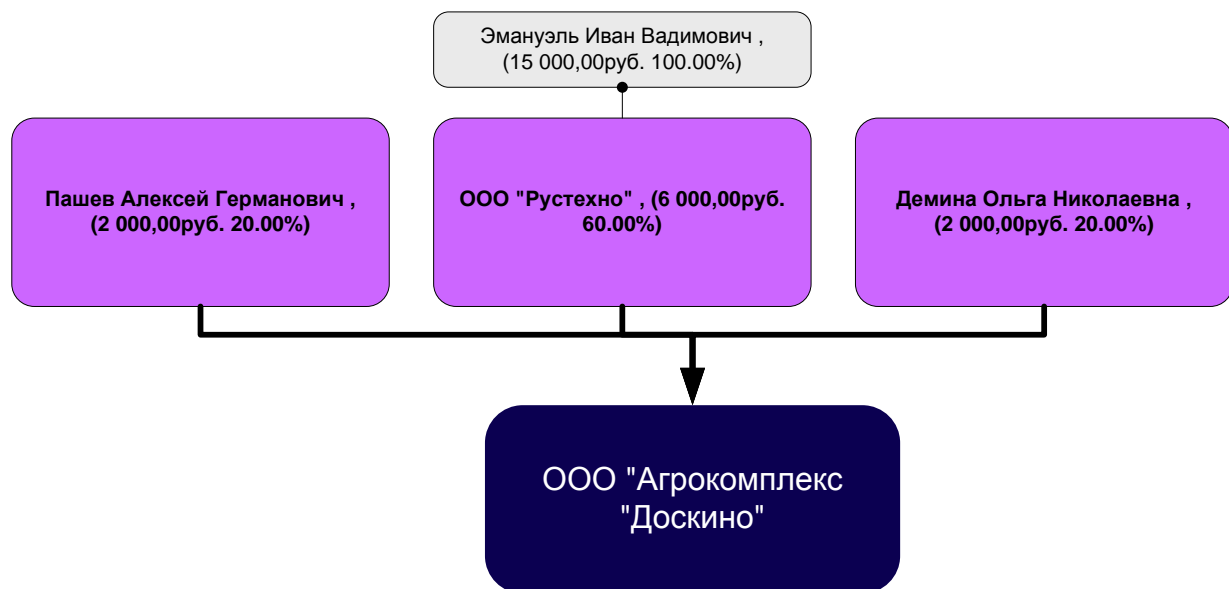 Эмануэль Иван Вадимович ,
(15 000,00руб. 100.00%)
Пашев Алексей Германович ,
(2 000,00руб. 20.00%)
ООО "Рустехно" , (6 000,00руб.
60.00%)
Демина Ольга Николаевна ,
(2 000,00руб. 20.00%)
ООО "Агрокомплекс
"Доскино"